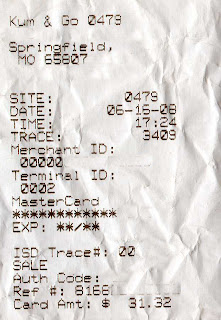 Kum & Go 0479
Springfield,
MO 65807
SITE: 0479
DATE: 06-15-08
TIME: 17:24
TRACE: 3409
Merchant ID:
00000
Terminal ID:
0002
MasterCard
************
EXP: **/**
ISD Trace#: 00
SALE
Auth Code:
Ref #: 8168
Card Amt: $ 31.32